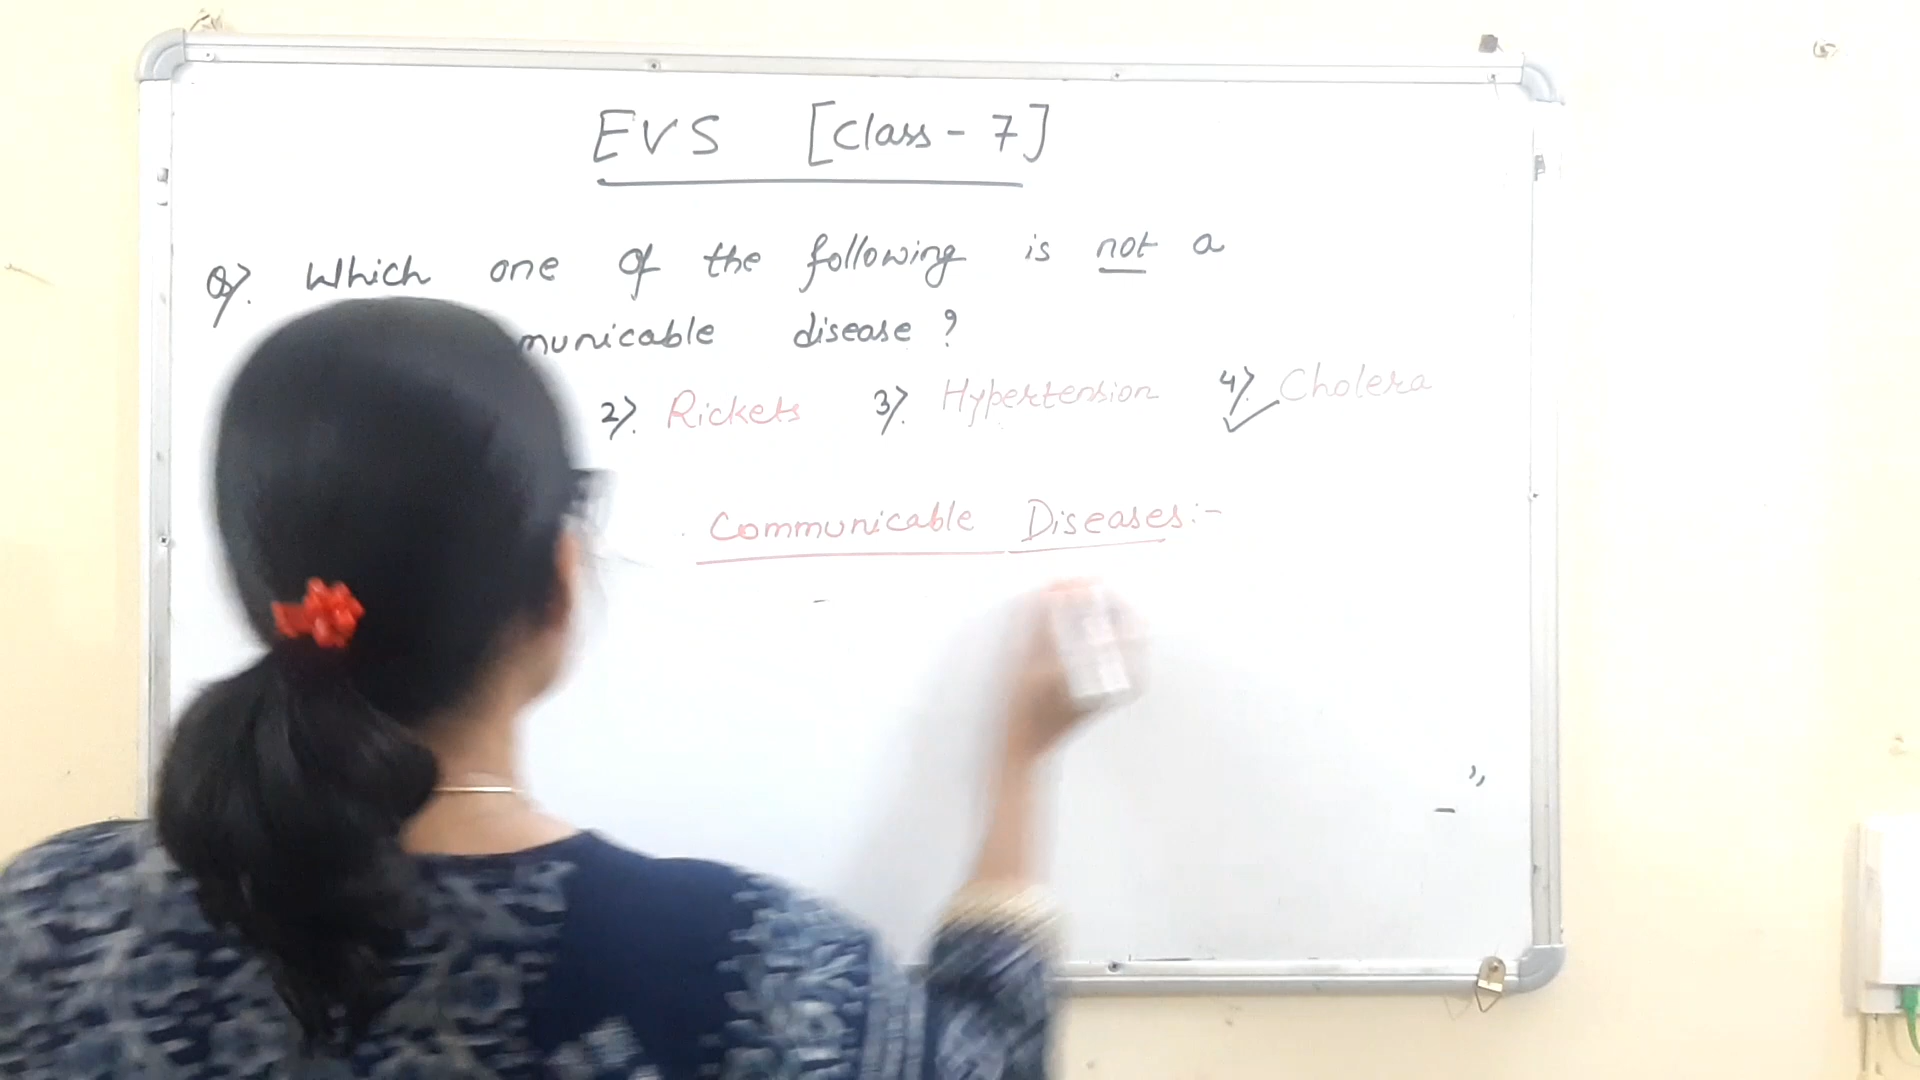 EVS [Class - 7]
Q). Which one of the following is not a
municable disease ?
2). Rickets 3). Hypertension 4). Cholera
Communicable Diseases:-